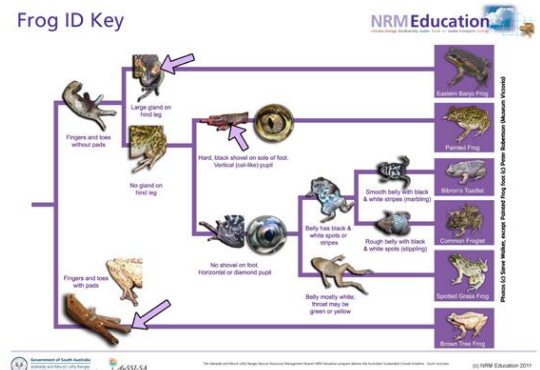 Frog ID Key
NRM Education
Large gland on
hind leg
Fingers and toes
without pads
No gland on
hind leg
Hard, black shovel on sole of foot.
Vertical (cat-like) pupil
No shovel on foot.
Horizontal or diamond pupil
Belly has black &
white spots or
stripes
Smooth belly with black
& white stripes (marbling)
Rough belly with black
& white spots (stippling)
Belly mostly white;
throat may be
green or yellow
Fingers and toes
with pads
Eastern Banjo Frog
Painted Frog
Bibron's Toadlet
Common Froglet
Spotted Grass Frog
Brown Tree Frog
Photos (c) Steve Walker, except Painted Frog foot (c) Peter Robertson (Museum Victoria)
Government of South Australia
Adelaide and Mount Lofty Ranges
AuSSI-SA
(c) NRM Education 2011